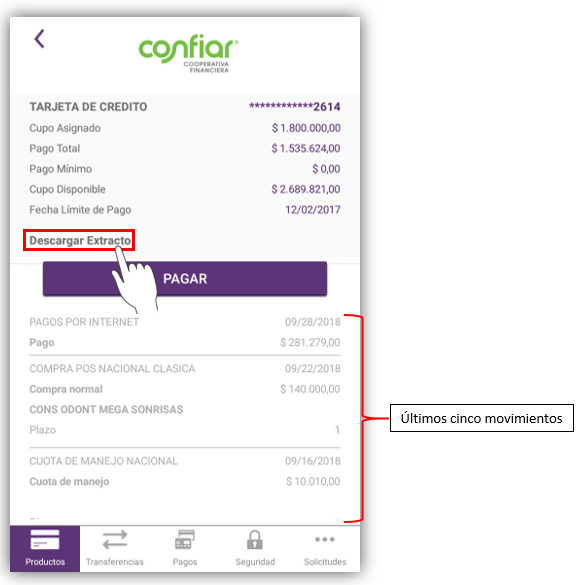 confiar
COOPERATIVA
FINANCIERA
TARJETA DE CREDITO ************2614
Cupo Asignado $ 1.800.000,00
Pago Total $ 1.535.624,00
Pago Mínimo $ 0,00
Cupo Disponible $ 2.689.821,00
Fecha Límite de Pago 12/02/2017
Descargar Extracto
PAGAR
PAGOS POR INTERNET 09/28/2018
Pago $ 281.279,00
COMPRA POS NACIONAL CLASICA 09/22/2018
Compra normal $ 140.000,00
CONS ODONT MEGA SONRISAS
Plazo 1
CUOTA DE MANEJO NACIONAL 09/16/2018
Cuota de manejo $ 10.010,00
Últimos cinco movimientos
Productos Transferencias Pagos Seguridad Solicitudes